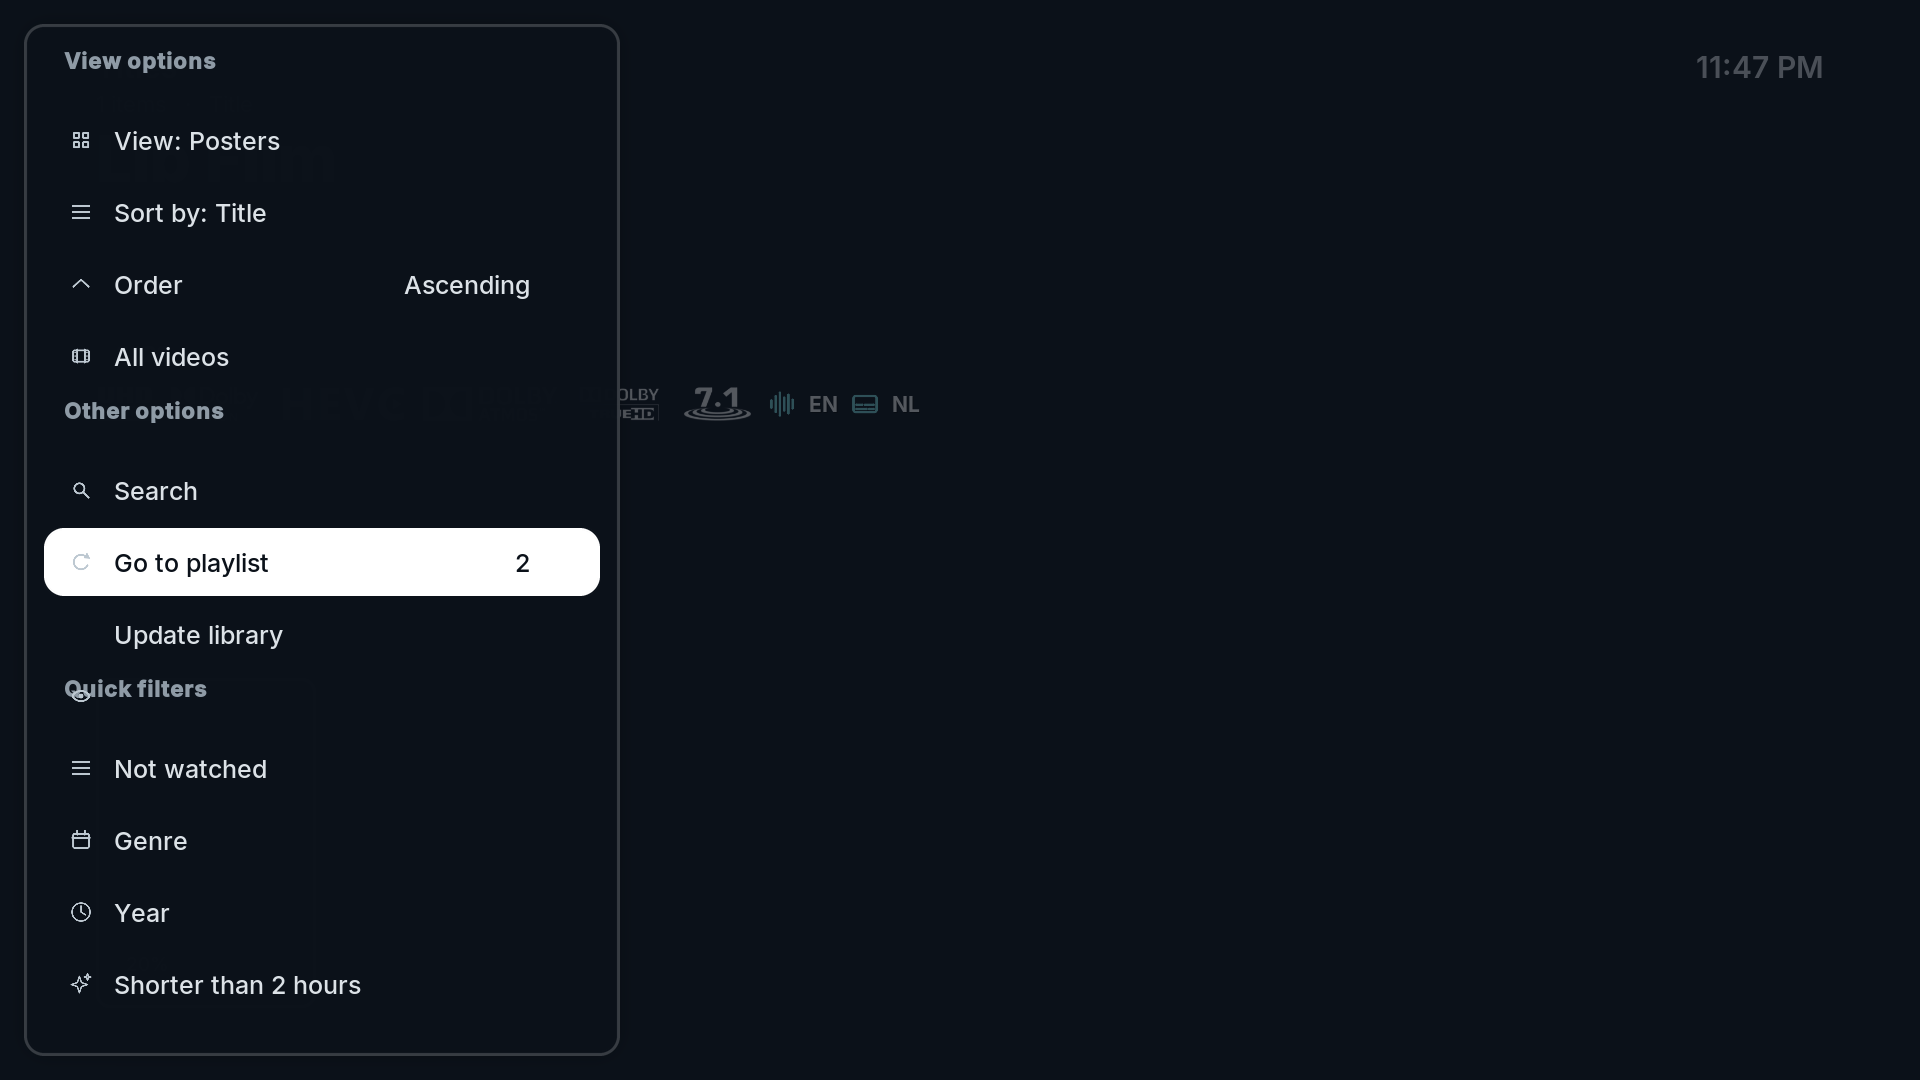 View options
11:47 PM
View: Posters
Sort by: Title
Order Ascending
All videos
Other options
7.1 EN NL
Search
Go to playlist 2
Update library
Quick filters
Not watched
Genre
Year
Shorter than 2 hours